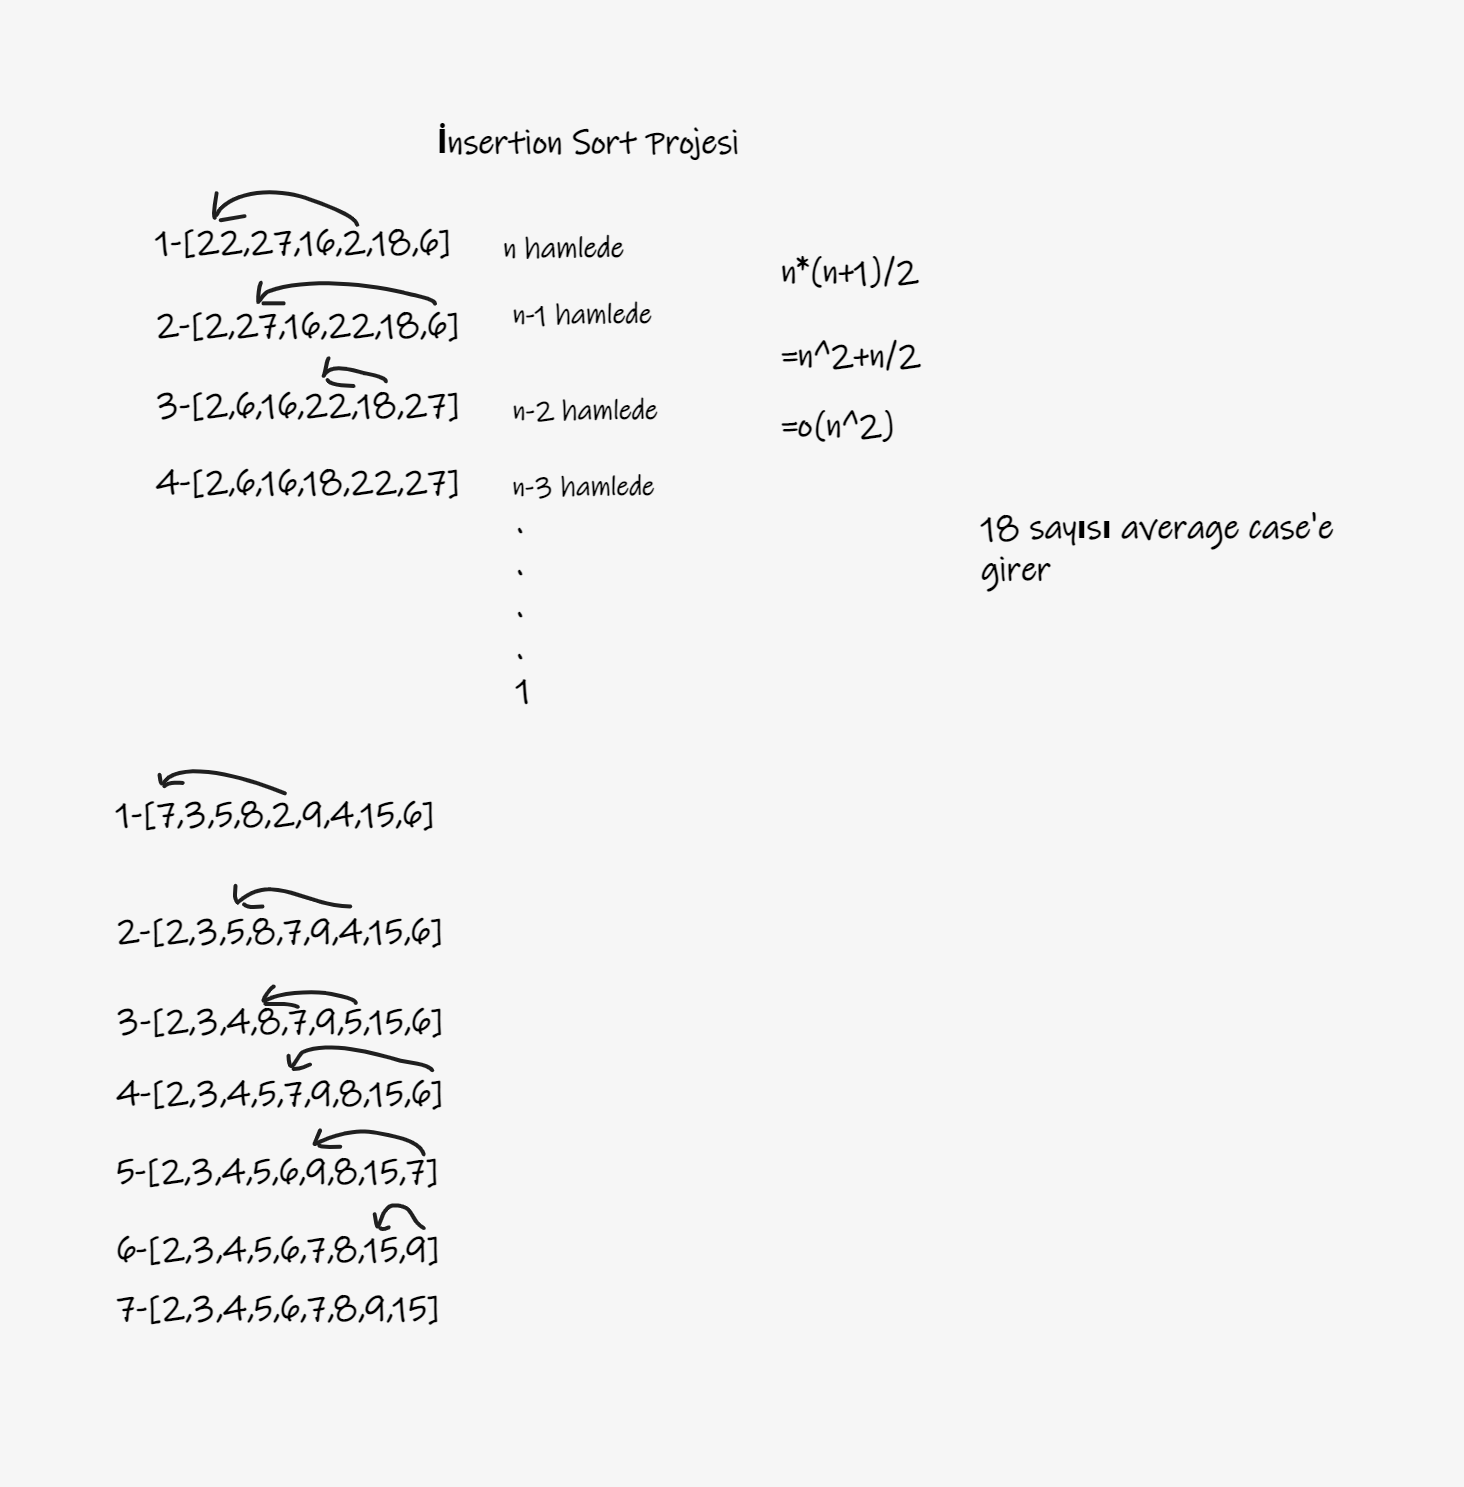 İnsertion Sort Projesi
1-[22,27,16,2,18,6]
n hamlede
2-[2,27,16,22,18,6]
n-1 hamlede
3-[2,6,16,22,18,27]
n-2 hamlede
4-[2,6,16,18,22,27]
n-3 hamlede
.
.
.
.
1
n*(n+1)/2
=n^2+n/2
=o(n^2)
18 sayısı average case'e
girer
1-[7,3,5,8,2,9,4,15,6]
2-[2,3,5,8,7,9,4,15,6]
3-[2,3,4,8,7,9,5,15,6]
4-[2,3,4,5,7,9,8,15,6]
5-[2,3,4,5,6,9,8,15,7]
6-[2,3,4,5,6,7,8,15,9]
7-[2,3,4,5,6,7,8,9,15]